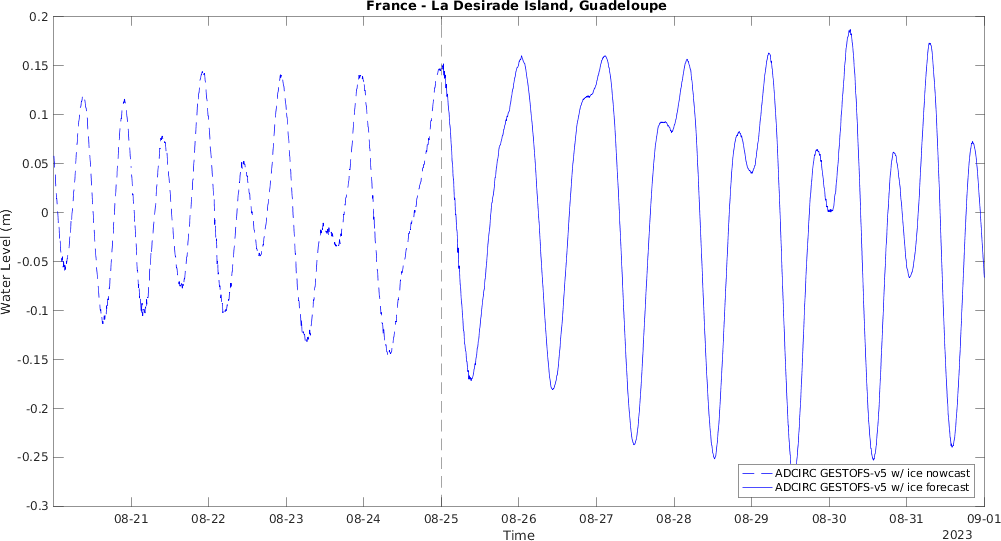 France - La Desirade Island, Guadeloupe
Water Level (m)
0.2
0.15
0.1
0.05
0
-0.05
-0.1
-0.15
-0.2
-0.25
-0.3
ADCIRC GESTOFS-v5 w/ ice nowcast
ADCIRC GESTOFS-v5 w/ ice forecast
08-21 08-22 08-23 08-24 08-25 08-26 08-27 08-28 08-29 08-30 08-31 09-01
Time
2023